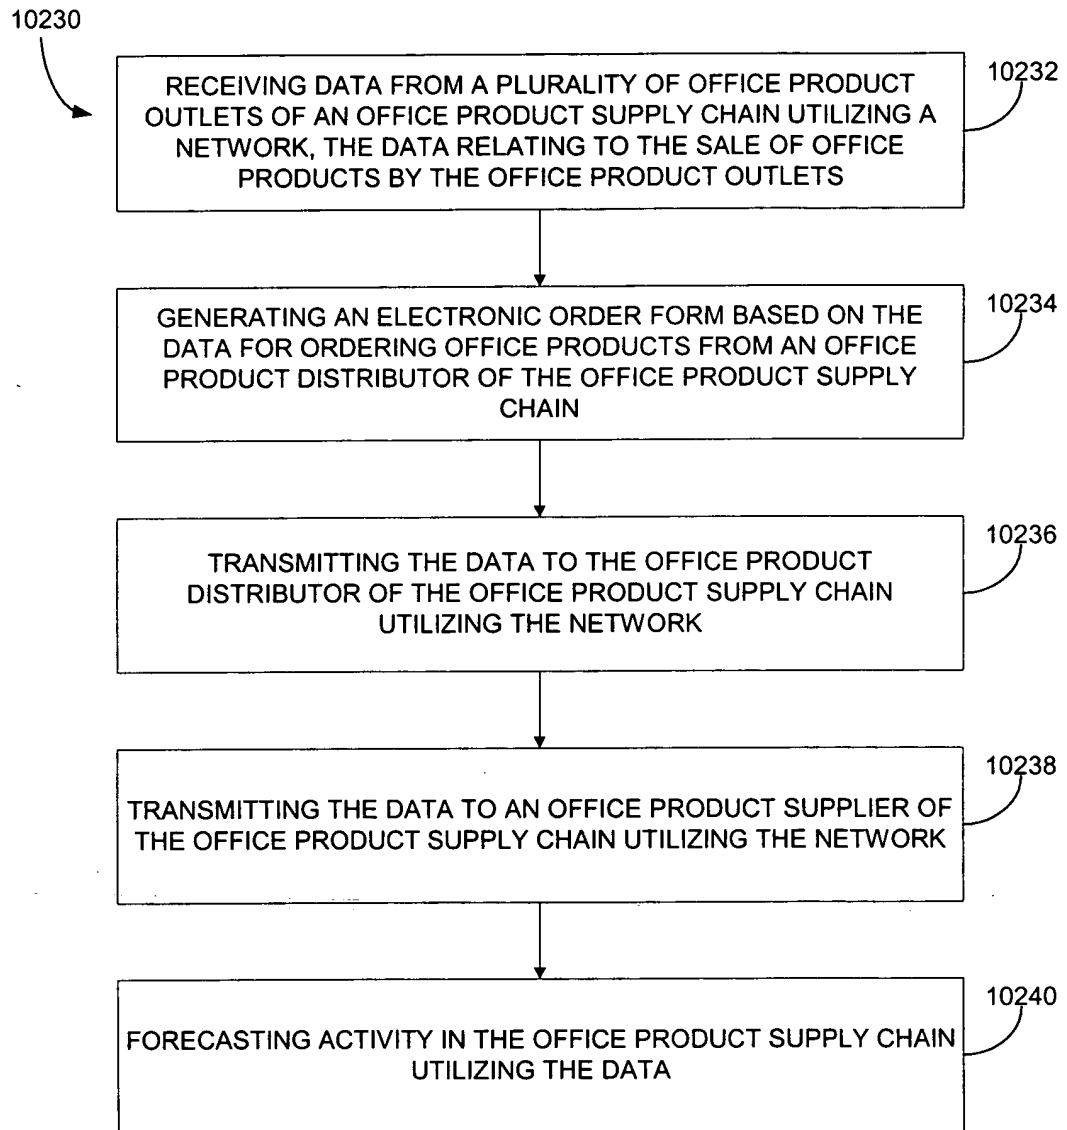 10230
RECEIVING DATA FROM A PLURALITY OF OFFICE PRODUCT
OUTLETS OF AN OFFICE PRODUCT SUPPLY CHAIN UTILIZING A
NETWORK, THE DATA RELATING TO THE SALE OF OFFICE
PRODUCTS BY THE OFFICE PRODUCT OUTLETS
10232
GENERATING AN ELECTRONIC ORDER FORM BASED ON THE
DATA FOR ORDERING OFFICE PRODUCTS FROM AN OFFICE
PRODUCT DISTRIBUTOR OF THE OFFICE PRODUCT SUPPLY
CHAIN
10234
TRANSMITTING THE DATA TO THE OFFICE PRODUCT
DISTRIBUTOR OF THE OFFICE PRODUCT SUPPLY CHAIN
UTILIZING THE NETWORK
10236
TRANSMITTING THE DATA TO AN OFFICE PRODUCT SUPPLIER OF
THE OFFICE PRODUCT SUPPLY CHAIN UTILIZING THE NETWORK
10238
FORECASTING ACTIVITY IN THE OFFICE PRODUCT SUPPLY CHAIN
UTILIZING THE DATA
10240